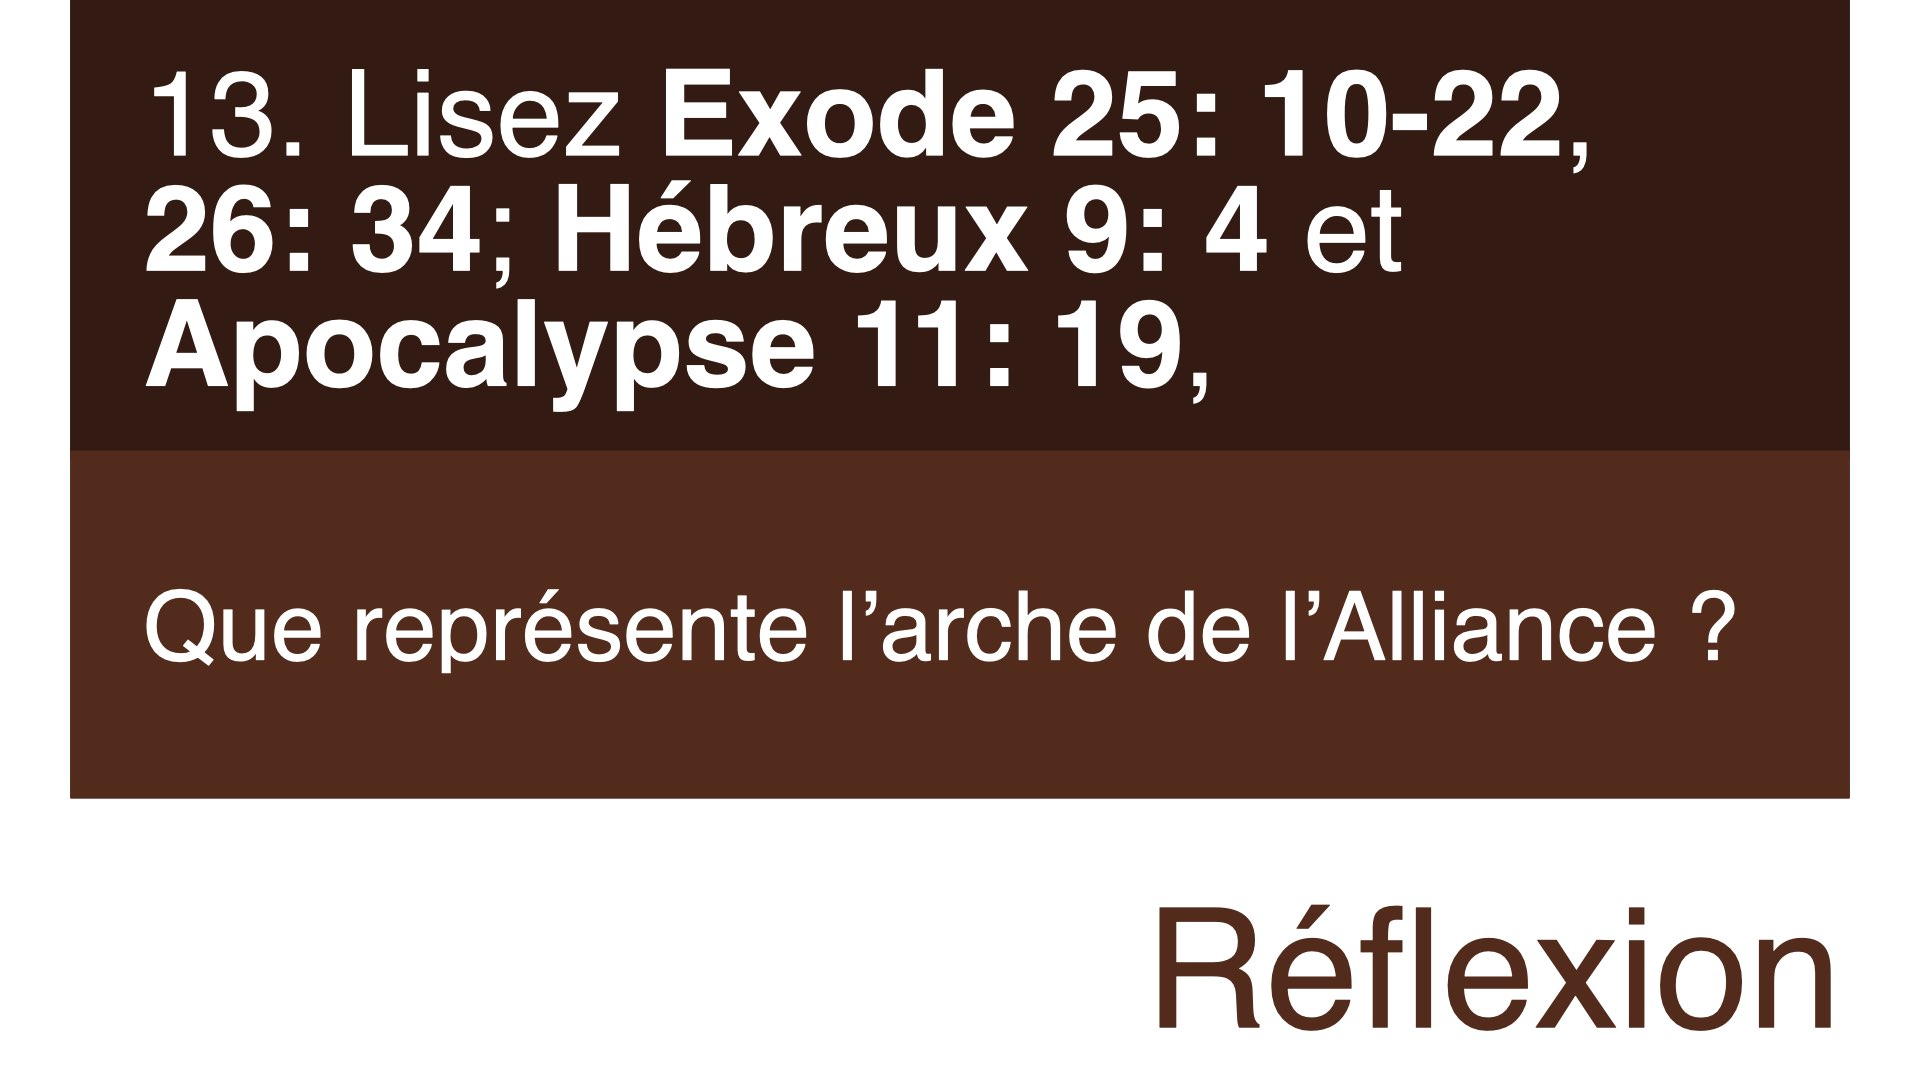 13. Lisez Exode 25: 10-22,
26: 34; Hébreux 9: 4 et
Apocalypse 11: 19,
Que représente l’arche de l’Alliance ?
Réflexion